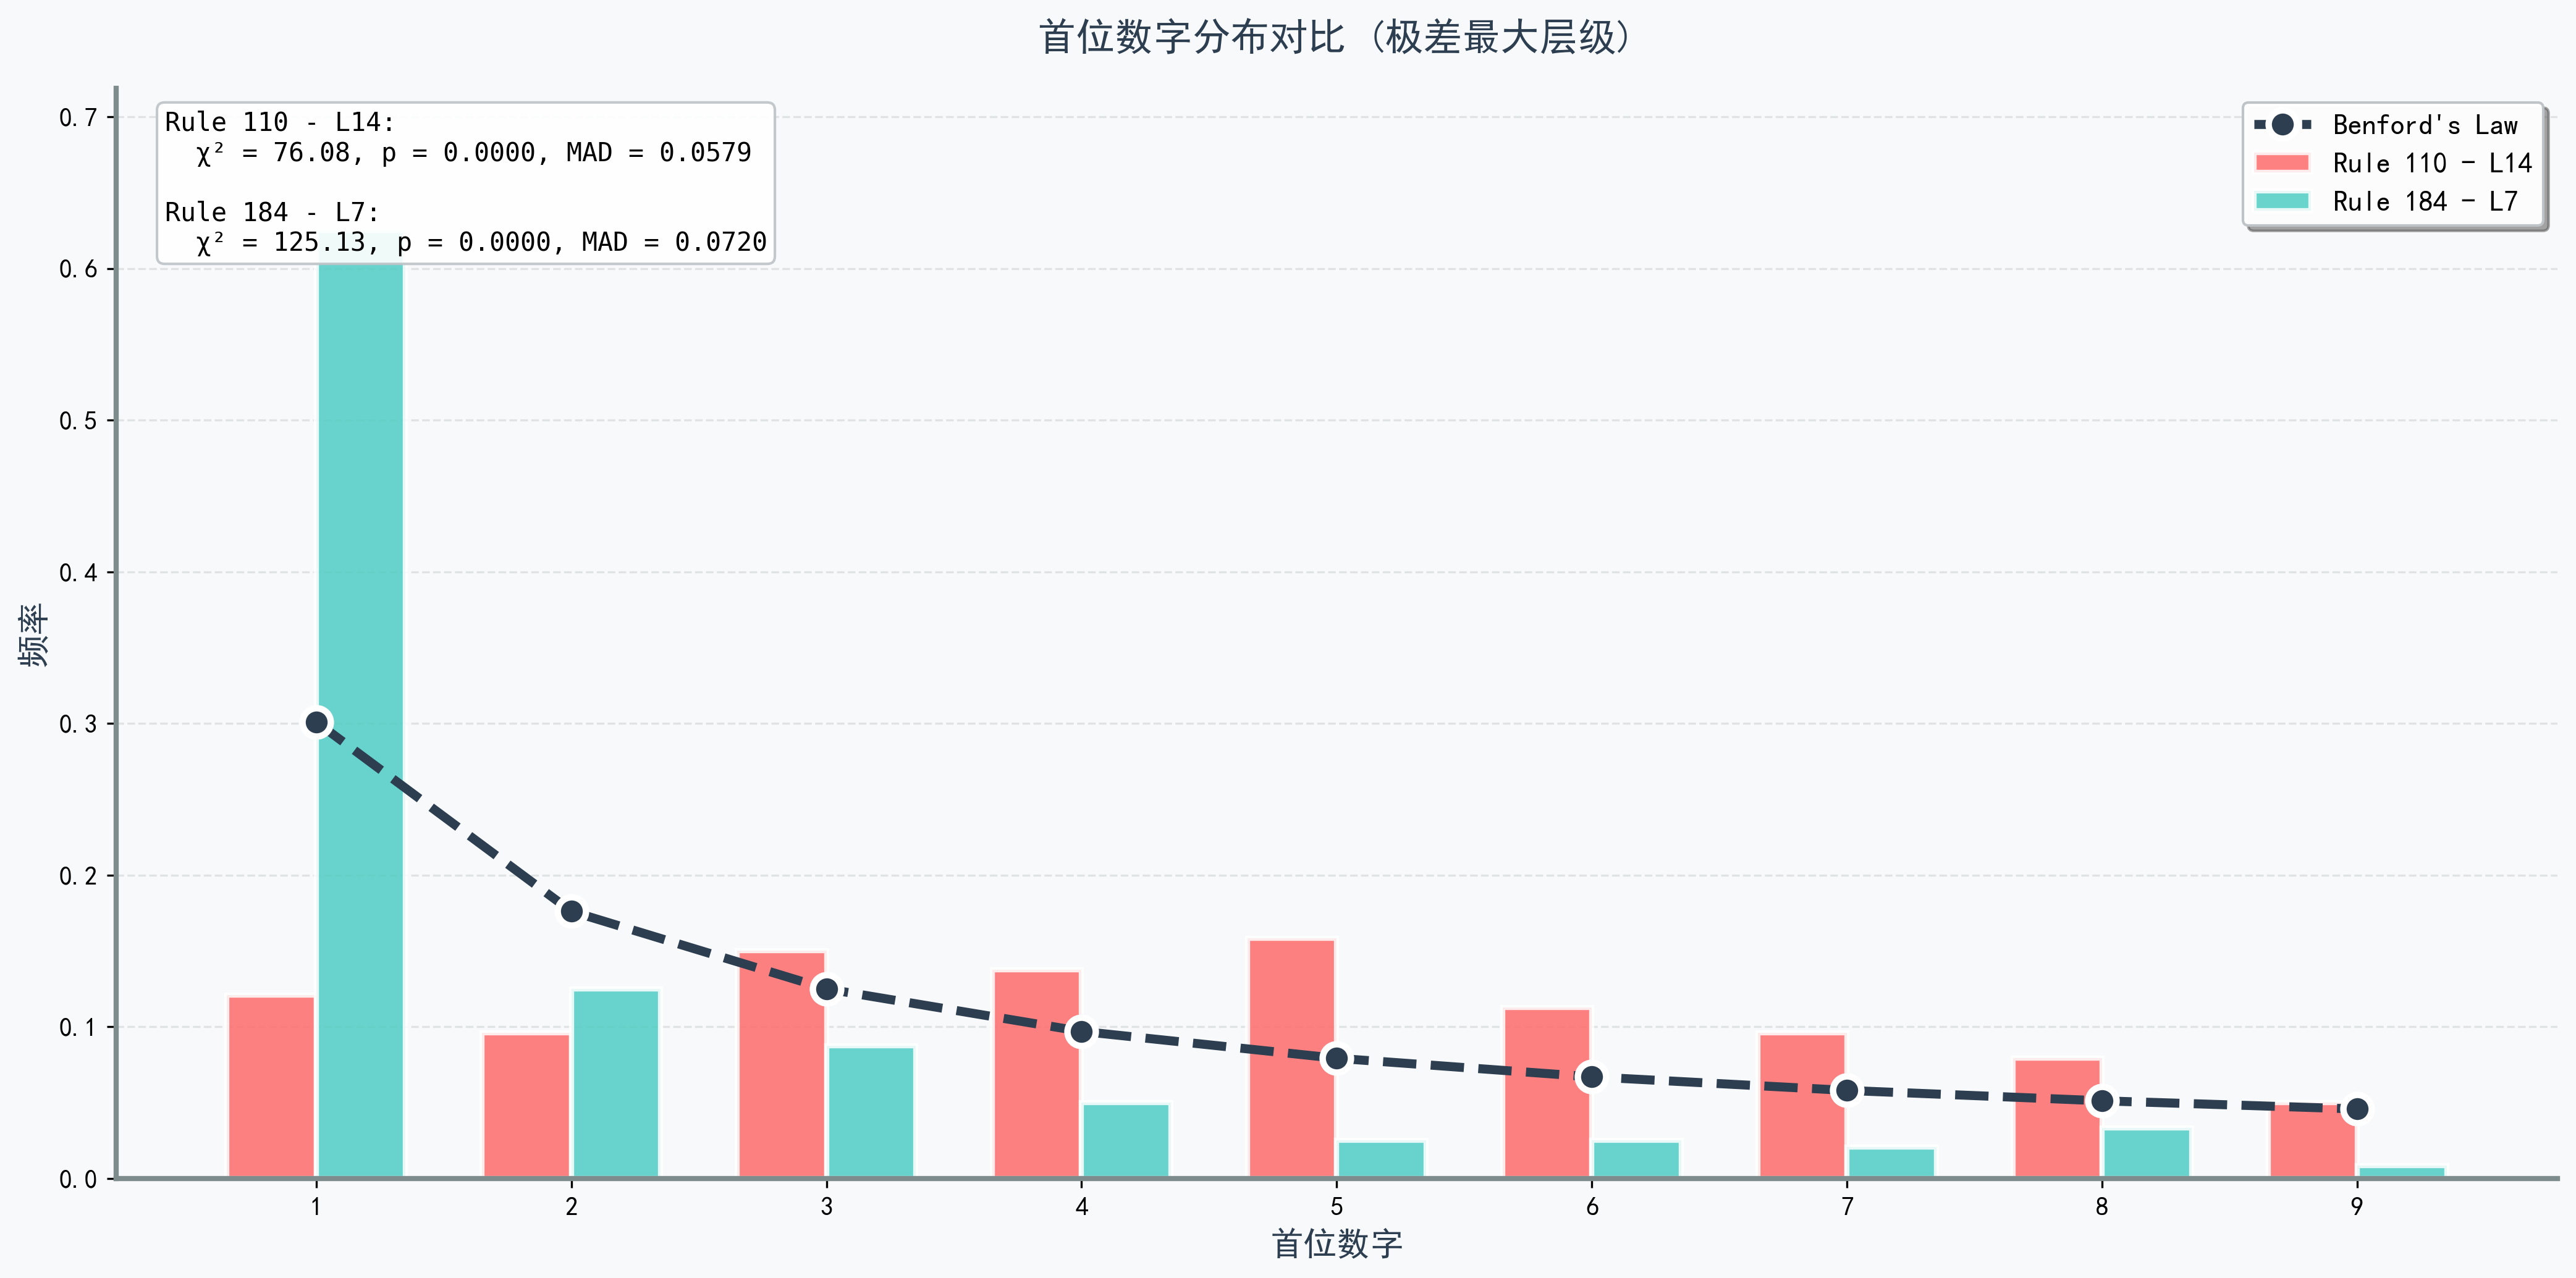 首位数字分布对比 (极差最大层级)
Rule 110 - L14:
χ² = 76.08, p = 0.0000, MAD = 0.0579
Rule 184 - L7:
χ² = 125.13, p = 0.0000, MAD = 0.0720
Benford's Law
Rule 110 - L14
Rule 184 - L7
频率
0.7
0.6
0.5
0.4
0.3
0.2
0.1
0.0
1 2 3 4 5 6 7 8 9
首位数字